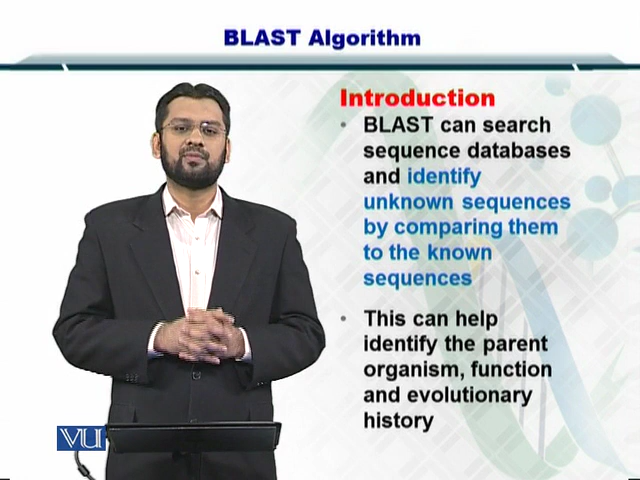 BLAST Algorithm
Introduction
• BLAST can search
sequence databases
and identify
unknown sequences
by comparing them
to the known
sequences
• This can help
identify the parent
organism, function
and evolutionary
history
VU